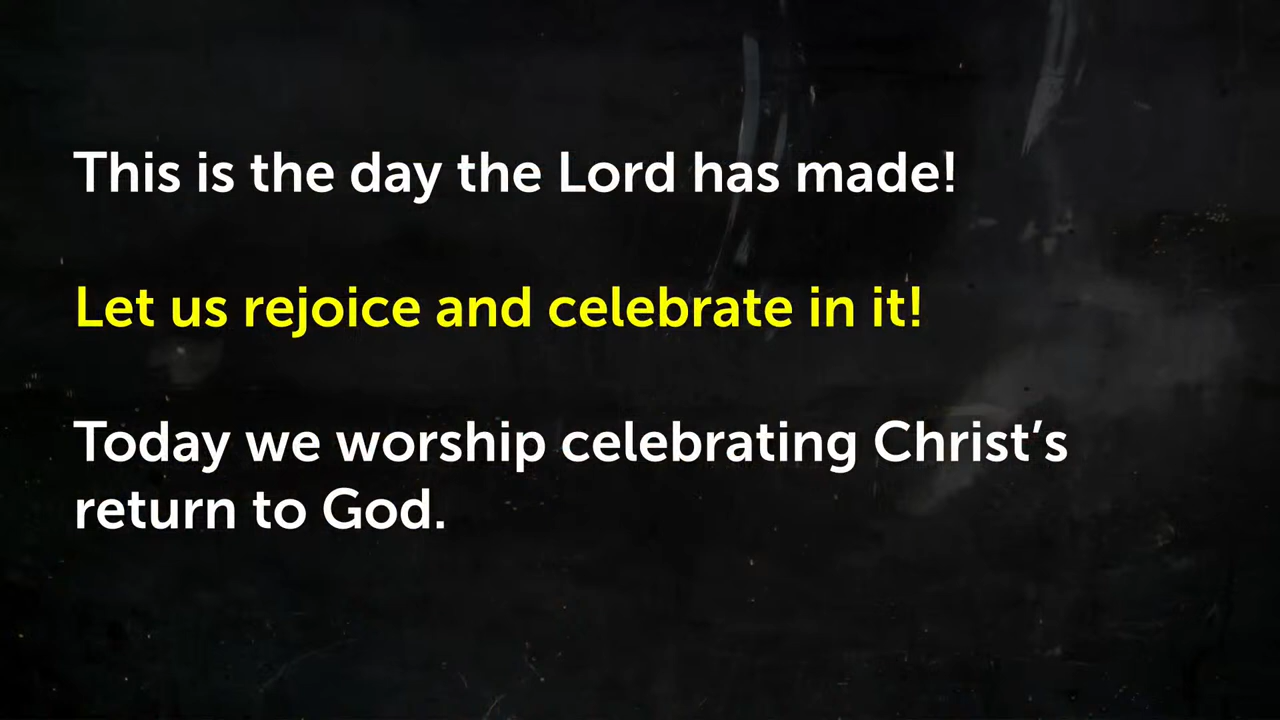 This is the day the Lord has made!
Let us rejoice and celebrate in it!
Today we worship celebrating Christ’s
return to God.